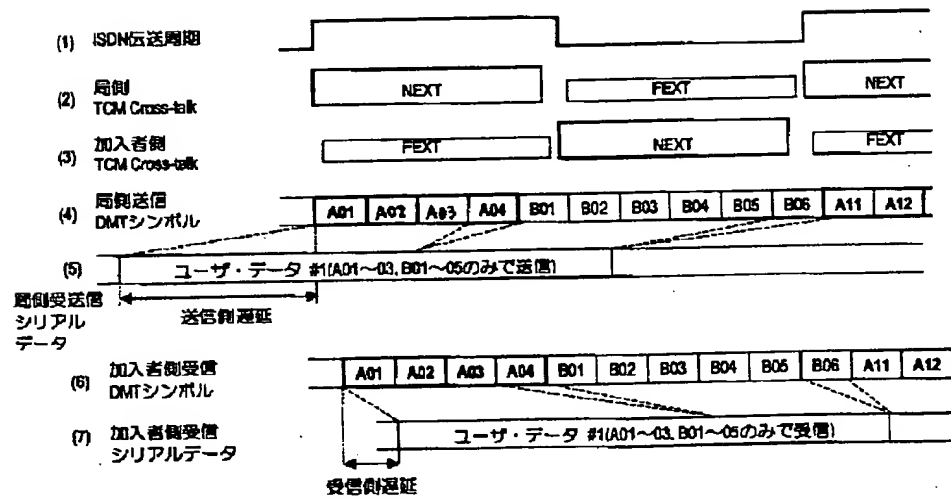 (1) ISDN伝送周期
(2) 局側
TCM Cross-talk
NEXT FEXT NEXT
(3) 加入者側
TCM Cross-talk
FEXT NEXT FEXT
(4) 局側送信
DMTシンボル
A01 A02 A03 A04 B01 B02 B03 B04 B05 B06 A11 A12
(5) ユーザ・データ #1(A01～03, B01～05のみで送信)
局側受送信
シリアル
データ
送信側遅延
(6) 加入者側受信
DMTシンボル
A01 A02 A03 A04 B01 B02 B03 B04 B05 B06 A11 A12
(7) 加入者側受信
シリアルデータ
ユーザ・データ #1(A01～03, B01～05のみで受信)
受信側遅延